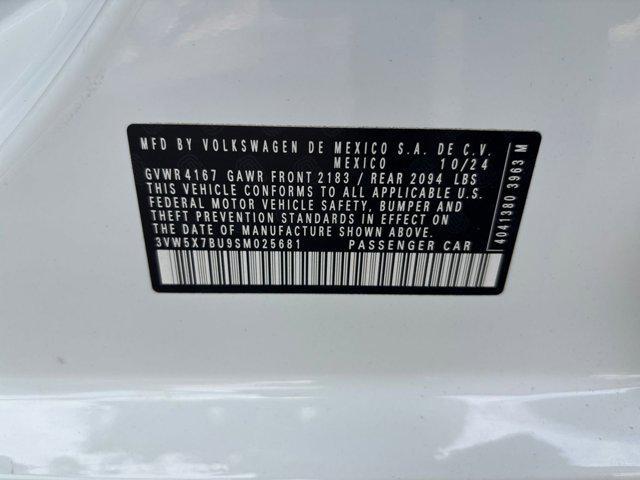 MFD BY VOLKSWAGEN DE MEXICO S.A. DE C.V.
MEXICO 10/24
GVWR 4167 GAWR FRONT 2183 / REAR 2094 LBS
THIS VEHICLE CONFORMS TO ALL APPLICABLE U.S.
FEDERAL MOTOR VEHICLE SAFETY, BUMPER AND
THEFT PREVENTION STANDARDS IN EFFECT ON
THE DATE OF MANUFACTURE SHOWN ABOVE.
3VW5X7BU9SM025681 PASSENGER CAR
4041380 3963 M